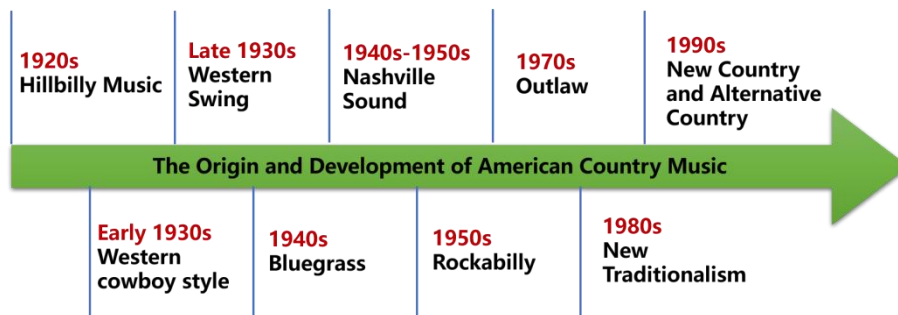 1920s
Hillbilly Music
Late 1930s
Western
Swing
1940s-1950s
Nashville
Sound
1970s
Outlaw
1990s
New Country
and Alternative
Country
The Origin and Development of American Country Music
Early 1930s
Western
cowboy style
1940s
Bluegrass
1950s
Rockabilly
1980s
New
Traditionalism